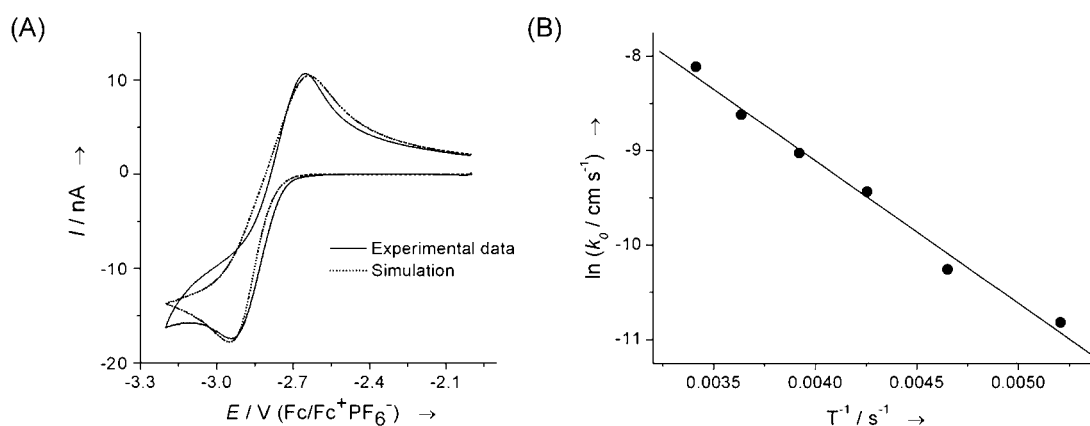 (A)
10
0
-10
-20
I / nA →
-3.3 -3.0 -2.7 -2.4 -2.1
E / V (Fc/Fc⁺PF₆⁻) →
Experimental data
Simulation
(B)
-8
-9
-10
-11
ln (k₀ / cm s⁻¹) →
0.0035 0.0040 0.0045 0.0050
T⁻¹ / s⁻¹ →